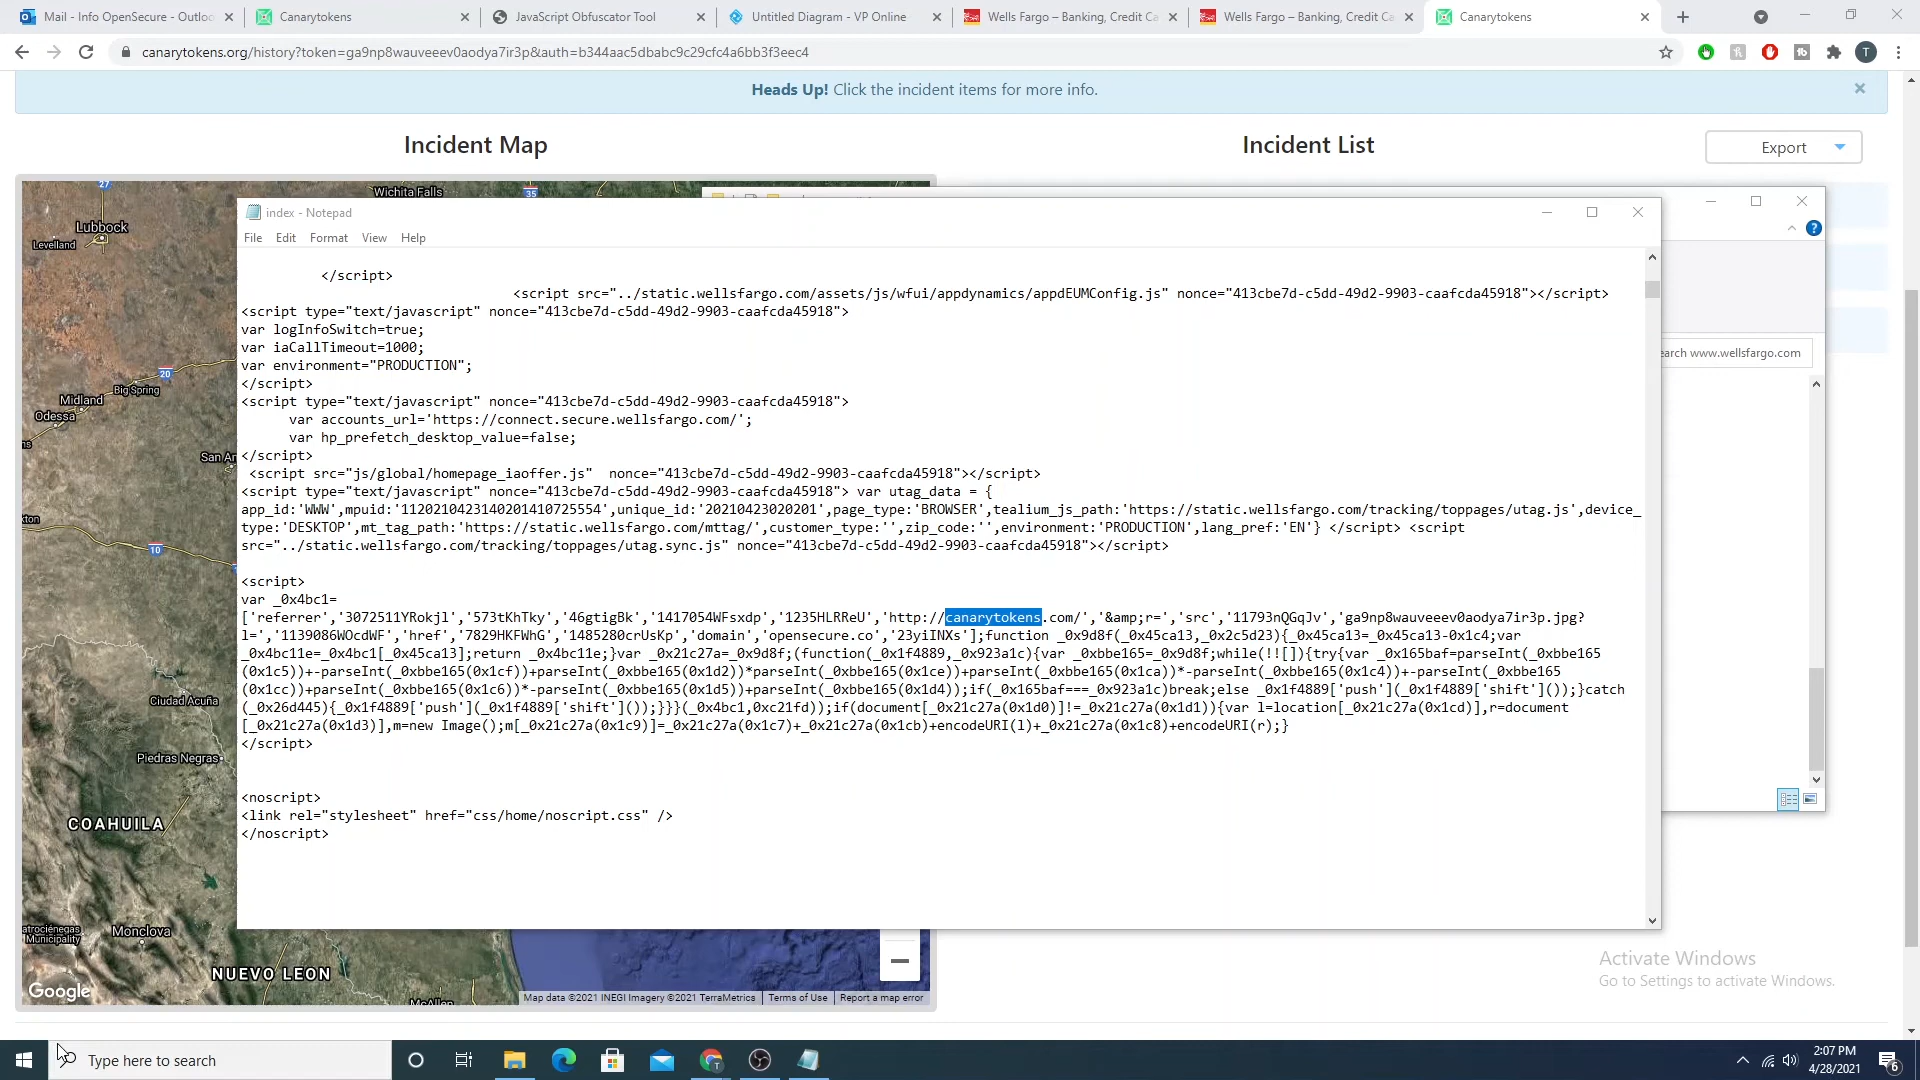 Mail - Info OpenSecure - Outloo
Canarytokens
JavaScript Obfuscator Tool
Untitled Diagram - VP Online
Wells Fargo – Banking, Credit Ca
Wells Fargo – Banking, Credit Ca
Canarytokens
canarytokens.org/history?token=ga9np8wauveeev0aodya7ir3p&auth=b344aac5dbabc9c29cfc4a6bb3f3eec4
T
Heads Up! Click the incident items for more info.
Incident Map
Incident List
Export
index - Notepad
File Edit Format View Help
</script>
<script src="../static.wellsfargo.com/assets/js/wfui/appdynamics/appdEUMConfig.js" nonce="413cbe7d-c5dd-49d2-9903-caafcda45918"></script>
<script type="text/javascript" nonce="413cbe7d-c5dd-49d2-9903-caafcda45918">
var logInfoSwitch=true;
var iaCallTimeout=1000;
var environment="PRODUCTION";
</script>
<script type="text/javascript" nonce="413cbe7d-c5dd-49d2-9903-caafcda45918">
var accounts_url='https://connect.secure.wellsfargo.com/';
var hp_prefetch_desktop_value=false;
</script>
<script src="js/global/homepage_iaoffer.js"  nonce="413cbe7d-c5dd-49d2-9903-caafcda45918"></script>
<script type="text/javascript" nonce="413cbe7d-c5dd-49d2-9903-caafcda45918"> var utag_data = {
app_id:'WWW',mpuid:'11202104231402014107 25554',unique_id:'20210423020201',page_type:'BROWSER',tealium_js_path:'https://static.wellsfargo.com/tracking/toppages/utag.js',device_
type:'DESKTOP',mt_tag_path:'https://static.wellsfargo.com/mttag/',customer_type:'',zip_code:'',environment:'PRODUCTION',lang_pref:'EN'} </script> <script
src="../static.wellsfargo.com/tracking/toppages/utag.sync.js" nonce="413cbe7d-c5dd-49d2-9903-caafcda45918"></script>
<script>
var _0x4bc1=
['referrer','3072511YRokjl','573tKhTky','46gtigBk','1417054WFsxdp','1235HLRReU','http://canarytokens.com/','&amp;r=','src','11793nQGqJv','ga9np8wauveeev0aodya7ir3p.jpg?
l=','1139086WOcdWF','href','7829HKFWhG','1485280crUsKp','domain','opensecure.co','23yiINXs'];function _0x9d8f(_0x45ca13,_0x2c5d23){_0x45ca13=_0x45ca13-0x1c4;var
_0x4bc11e=_0x4bc1[_0x45ca13];return _0x4bc11e;}var _0x21c27a=_0x9d8f;(function(_0x1f4889,_0x923a1c){var _0xbbe165=_0x9d8f;while(!![]){try{var _0x165baf=parseInt(_0xbbe165
(0x1c5))+-parseInt(_0xbbe165(0x1cf))+parseInt(_0xbbe165(0x1d2))*parseInt(_0xbbe165(0x1ce))+parseInt(_0xbbe165(0x1ca))*-parseInt(_0xbbe165(0x1c4))+-parseInt(_0xbbe165
(0x1cc))+parseInt(_0xbbe165(0x1c6))*-parseInt(_0xbbe165(0x1d5))+parseInt(_0xbbe165(0x1d4));if(_0x165baf===_0x923a1c)break;else _0x1f4889['push'](_0x1f4889['shift']());}catch
(_0x26d445){_0x1f4889['push'](_0x1f4889['shift']());}}}(_0x4bc1,0xc21fd));if(document[_0x21c27a(0x1d0)]!=_0x21c27a(0x1d1)){var l=location[_0x21c27a(0x1cd)],r=document
[_0x21c27a(0x1d3)],m=new Image();m[_0x21c27a(0x1c9)]=_0x21c27a(0x1c7)+_0x21c27a(0x1cb)+encodeURI(l)+_0x21c27a(0x1c8)+encodeURI(r);}
</script>
<noscript>
<link rel="stylesheet" href="css/home/noscript.css" />
</noscript>
earch www.wellsfargo.com
27
Wichita Falls
35
Lubbock
Levelland
20
Big Spring
Midland
Odessa
San An
10
Ciudad Acuña
Piedras Negras
COAHUILA
Municipality
Monclova
NUEVO LEON
McAllen
Google
Map data ©2021 INEGI Imagery ©2021 TerraMetrics
Terms of Use
Report a map error
Activate Windows
Go to Settings to activate Windows.
Type here to search
2:07 PM
4/28/2021
6